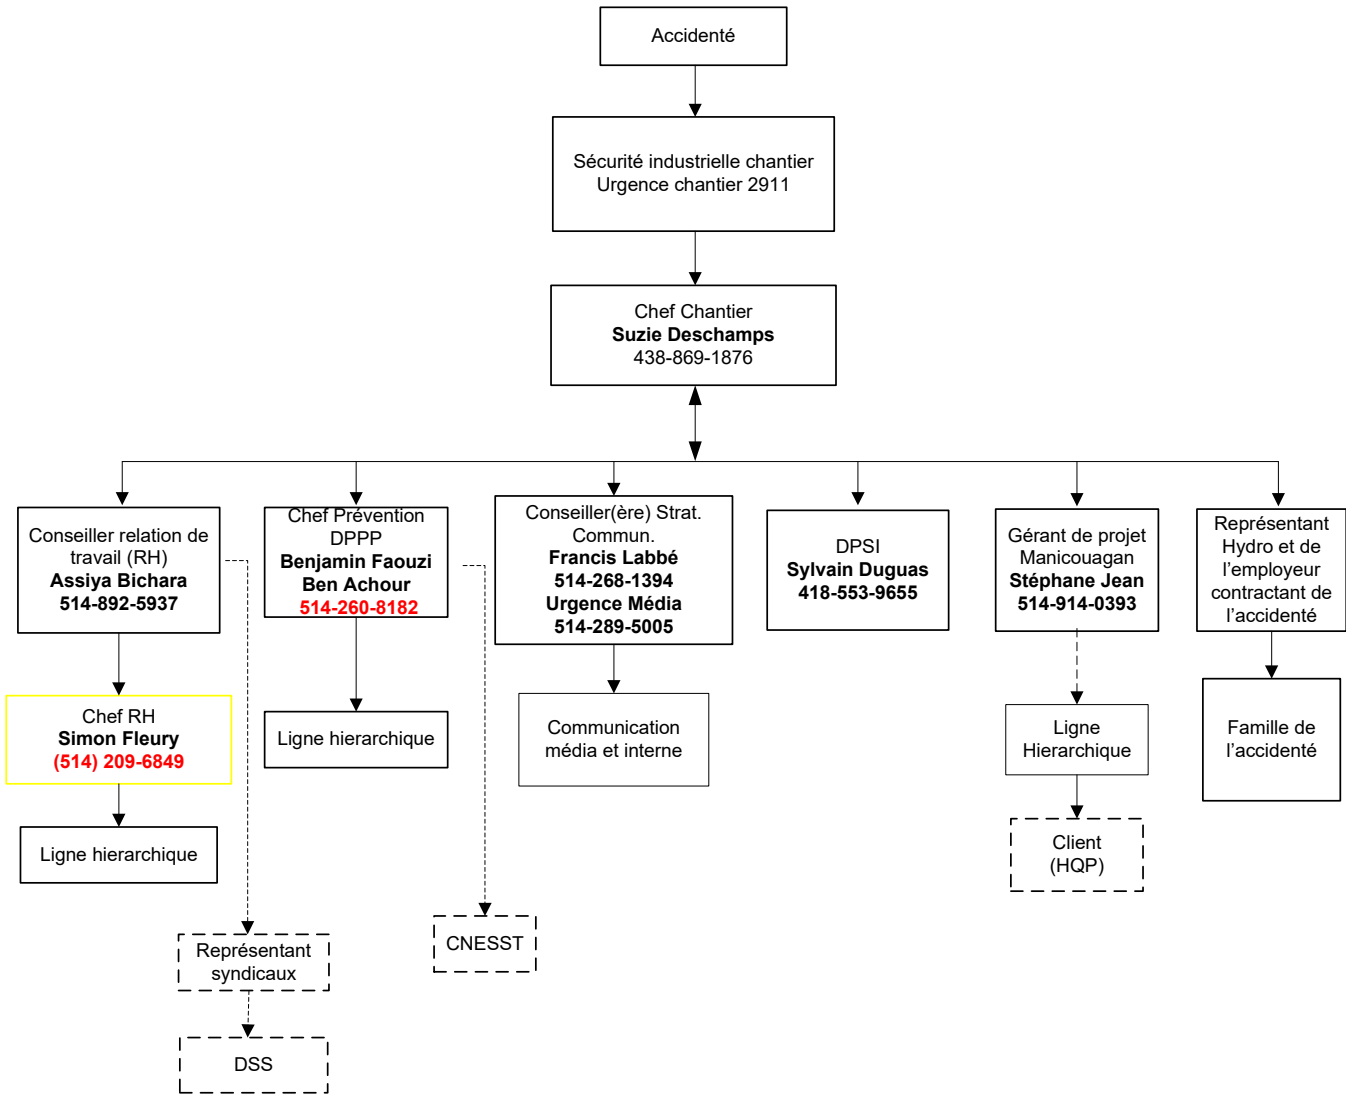 Accidenté
Sécurité industrielle chantier
Urgence chantier 2911
Chef Chantier
Suzie Deschamps
438-869-1876
Conseiller relation de
travail (RH)
Assiya Bichara
514-892-5937
Chef Prévention
DPPP
Benjamin Faouzi
Ben Achour
514-260-8182
Conseiller(ère) Strat.
Commun.
Francis Labbé
514-268-1394
Urgence Média
514-289-5005
DPSI
Sylvain Duguas
418-553-9655
Gérant de projet
Manicouagan
Stéphane Jean
514-914-0393
Représentant
Hydro et de
l’employeur
contractant de
l’accidenté
Chef RH
Simon Fleury
(514) 209-6849
Ligne hierarchique
Communication
média et interne
Ligne
Hierarchique
Famille de
l’accidenté
Ligne hierarchique
Client
(HQP)
Représentant
syndicaux
CNESST
DSS